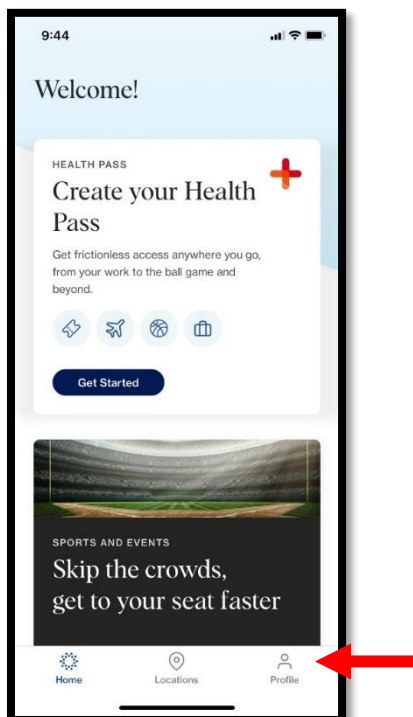 9:44
Welcome!
HEALTH PASS
Create your Health
Pass
Get frictionless access anywhere you go,
from your work to the ball game and
beyond.
Get Started
SPORTS AND EVENTS
Skip the crowds,
get to your seat faster
Home Locations Profile